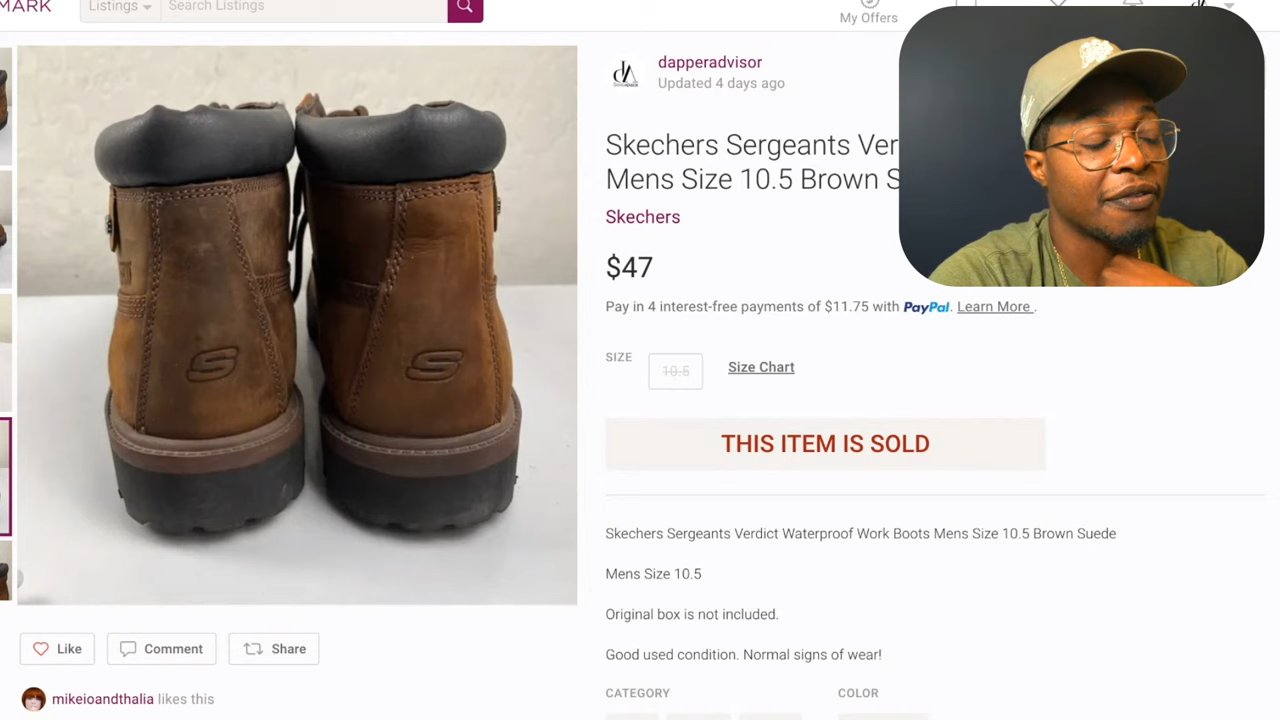 MARK
Listings
Search Listings
My Offers
dapperadvisor
Updated 4 days ago
Skechers Sergeants
Mens Size 10.5 Brown
Skechers
$47
Pay in 4 interest-free payments of $11.75 with PayPal. Learn More .
SIZE
10.5
Size Chart
THIS ITEM IS SOLD
Skechers Sergeants Verdict Waterproof Work Boots Mens Size 10.5 Brown Suede
Mens Size 10.5
Original box is not included.
Good used condition. Normal signs of wear!
CATEGORY
COLOR
Like
Comment
Share
mikeioandthalia likes this